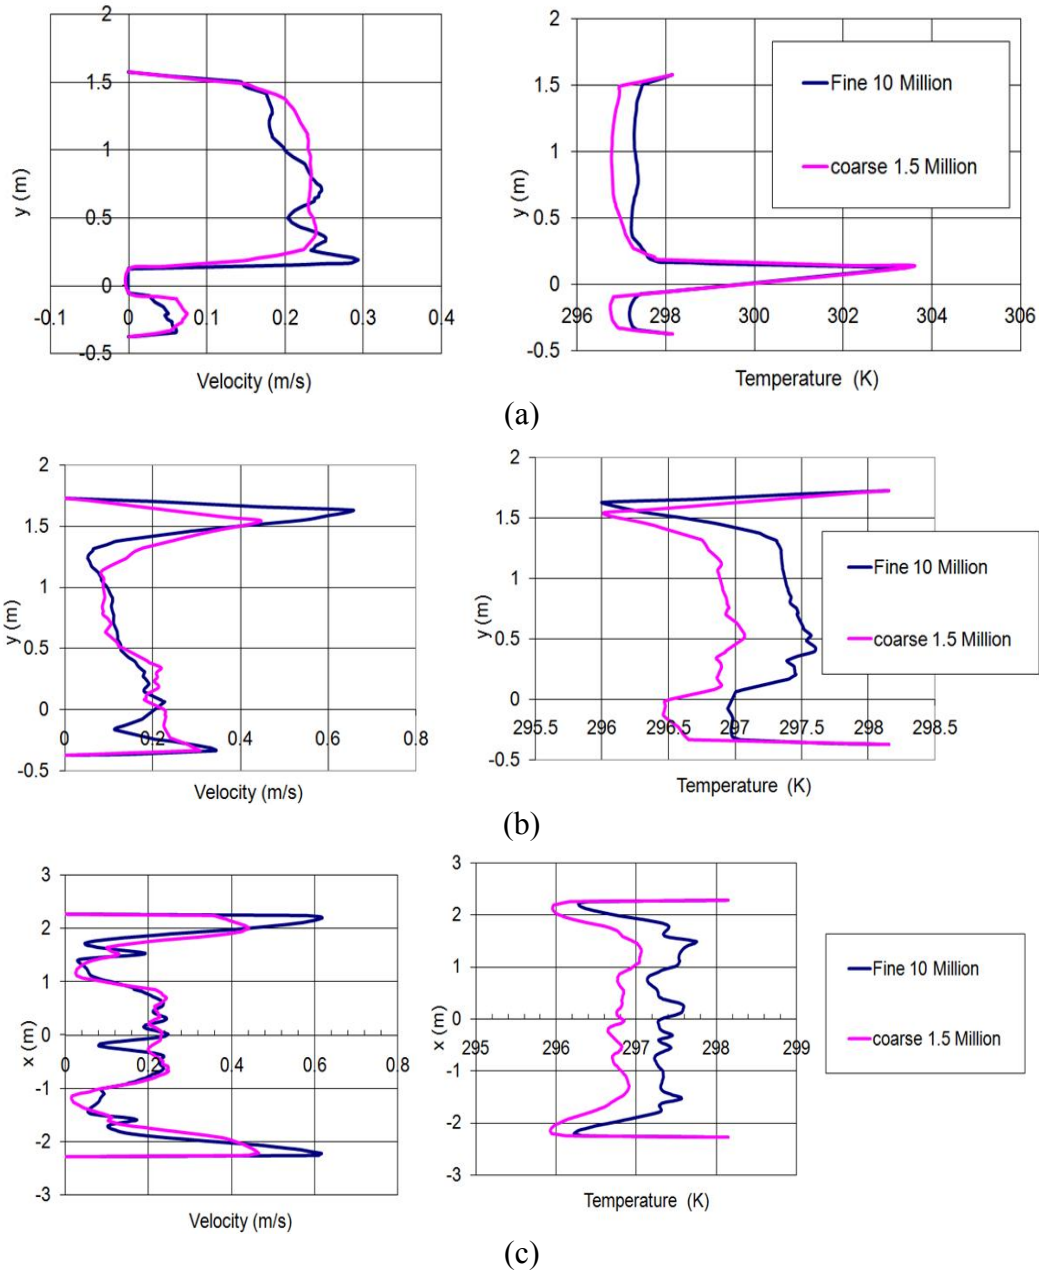 2
1.5
1
0.5
0
-0.5
y (m)
-0.1 0 0.1 0.2 0.3 0.4
Velocity (m/s)
2
1.5
1
0.5
0
-0.5
y (m)
296 298 300 302 304 306
Temperature (K)
Fine 10 Million
coarse 1.5 Million
(a)
2
1.5
1
0.5
0
-0.5
y (m)
0 0.2 0.4 0.6 0.8
Velocity (m/s)
2
1.5
1
0.5
0
-0.5
y (m)
295.5 296 296.5 297 297.5 298 298.5
Temperature (K)
Fine 10 Million
coarse 1.5 Million
(b)
3
2
1
0
-1
-2
-3
x (m)
0 0.2 0.4 0.6 0.8
Velocity (m/s)
3
2
1
0
-1
-2
-3
x (m)
295 296 297 298 299
Temperature (K)
Fine 10 Million
coarse 1.5 Million
(c)